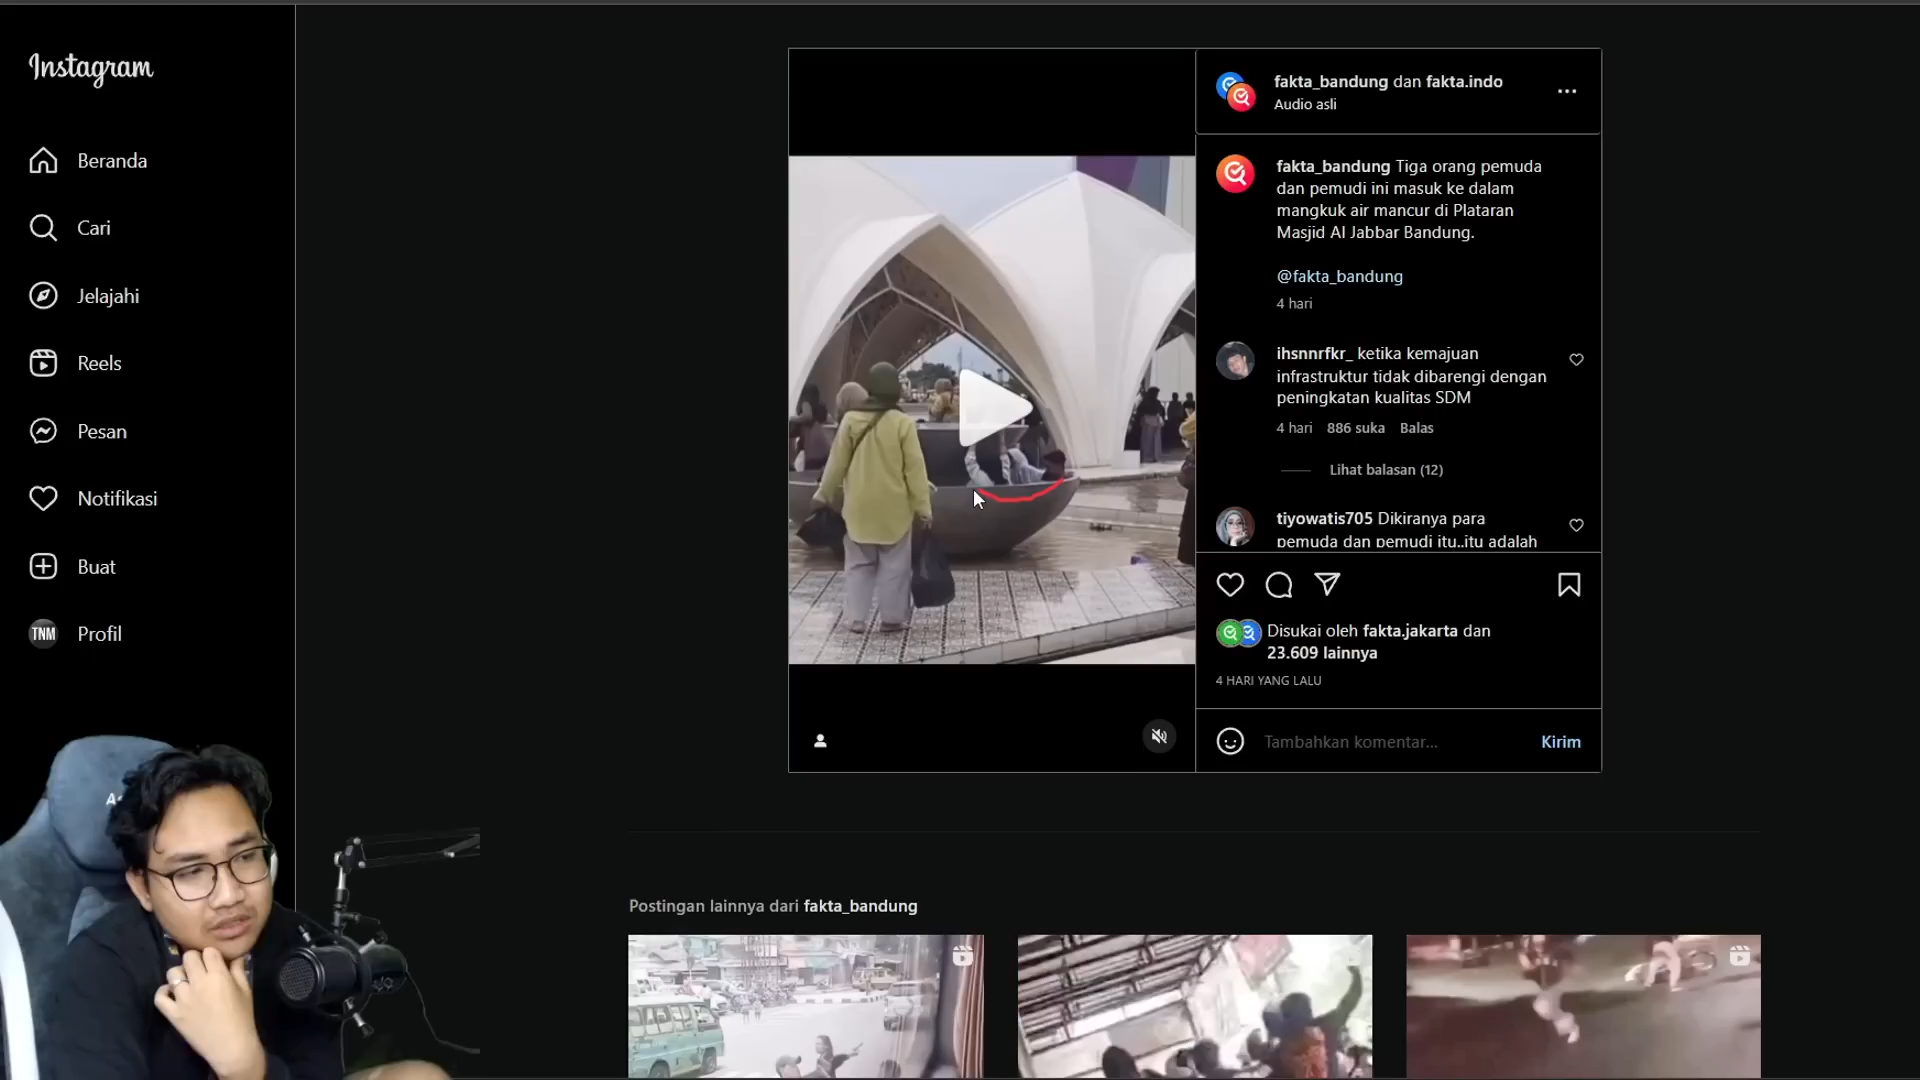 Instagram
Beranda
Cari
Jelajahi
Reels
Pesan
Notifikasi
Buat
TNM Profil
fakta_bandung dan fakta.indo
Audio asli
fakta_bandung Tiga orang pemuda
dan pemudi ini masuk ke dalam
mangkuk air mancur di Plataran
Masjid Al Jabbar Bandung.
@fakta_bandung
4 hari
ihsnnrfkr_ ketika kemajuan
infrastruktur tidak dibarengi dengan
peningkatan kualitas SDM
4 hari 886 suka Balas
Lihat balasan (12)
tiyowatis705 Dikiranya para
pemuda dan pemudi itu..itu adalah
Disukai oleh fakta.jakarta dan
23.609 lainnya
4 HARI YANG LALU
Tambahkan komentar... Kirim
Postingan lainnya dari fakta_bandung